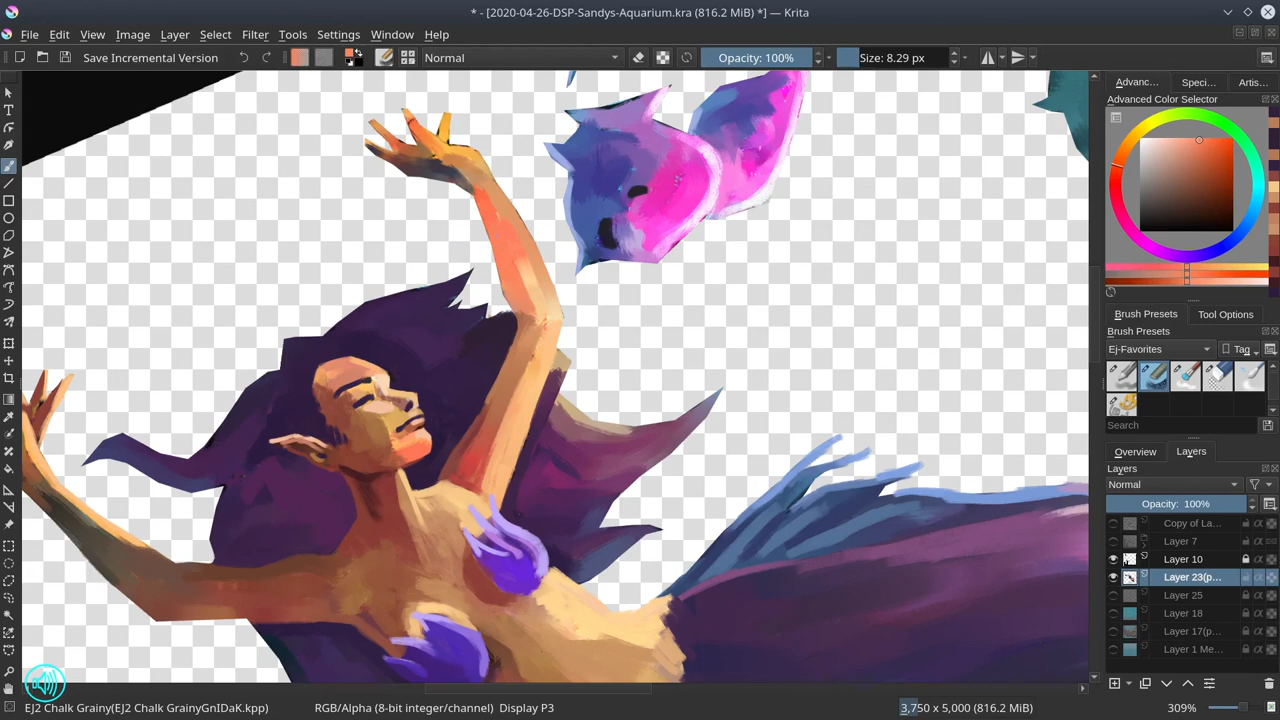 * - [2020-04-26-DSP-Sandys-Aquarium.kra (816.2 MiB) *] — Krita
File Edit View Image Layer Select Filter Tools Settings Window Help
Save Incremental Version Normal Opacity: 100% Size: 8.29 px
Advanc... Speci... Artis...
Advanced Color Selector
Brush Presets Tool Options
Brush Presets
Ej-Favorites Tag
Search
Overview Layers
Layers
Normal
Opacity: 100%
Copy of La...
Layer 7
Layer 10
Layer 23(p...
Layer 25
Layer 18
Layer 17(p...
Layer 1 Me...
EJ2 Chalk Grainy(EJ2 Chalk GrainyGnIDaK.kpp) RGB/Alpha (8-bit integer/channel) Display P3 3,750 x 5,000 (816.2 MiB) 309%